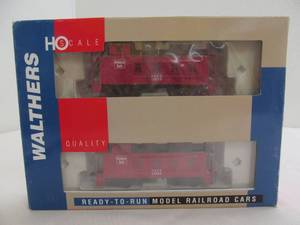 WALTHERS
HO SCALE
QUALITY
READY-TO-RUN MODEL RAILROAD CARS